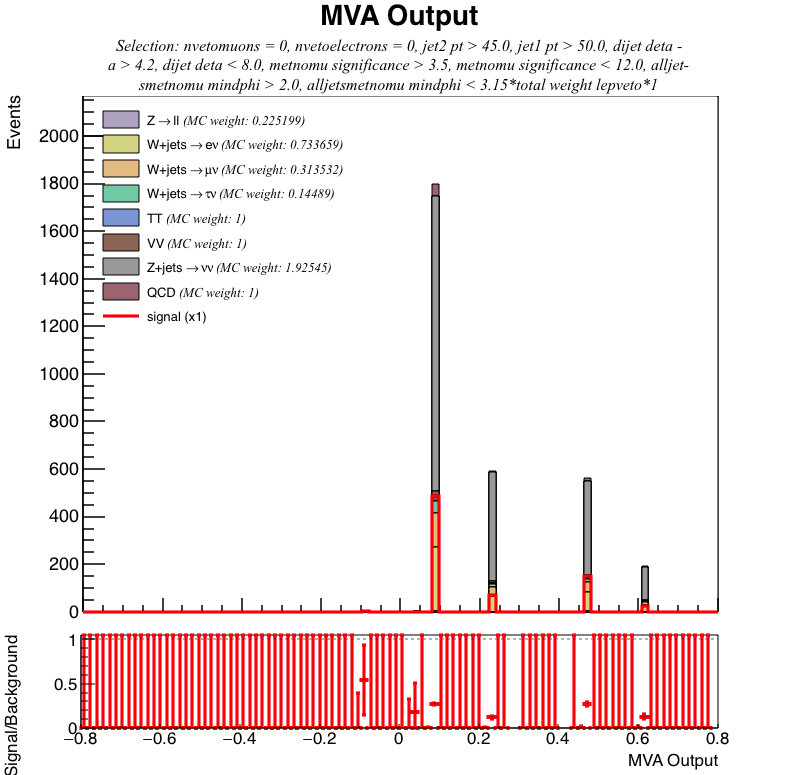 MVA Output
Selection: nvetomuons = 0, nvetoelectrons = 0, jet2 pt > 45.0, jet1 pt > 50.0, dijet deta -
a > 4.2, dijet deta < 8.0, metnomu significance > 3.5, metnomu significance < 12.0, alljet-
smetnomu mindphi > 2.0, alljetsmetnomu mindphi < 3.15*total weight lepveto*1
Events
2000
1800
1600
1400
1200
1000
800
600
400
200
0
Z→ll (MC weight: 0.225199)
W+jets→eν (MC weight: 0.733659)
W+jets→μν (MC weight: 0.313532)
W+jets→τν (MC weight: 0.14489)
TT (MC weight: 1)
VV (MC weight: 1)
Z+jets→νν (MC weight: 1.92545)
QCD (MC weight: 1)
signal (x1)
Signal/Background
1
0.5
0
−0.8 −0.6 −0.4 −0.2 0 0.2 0.4 0.6 0.8
MVA Output